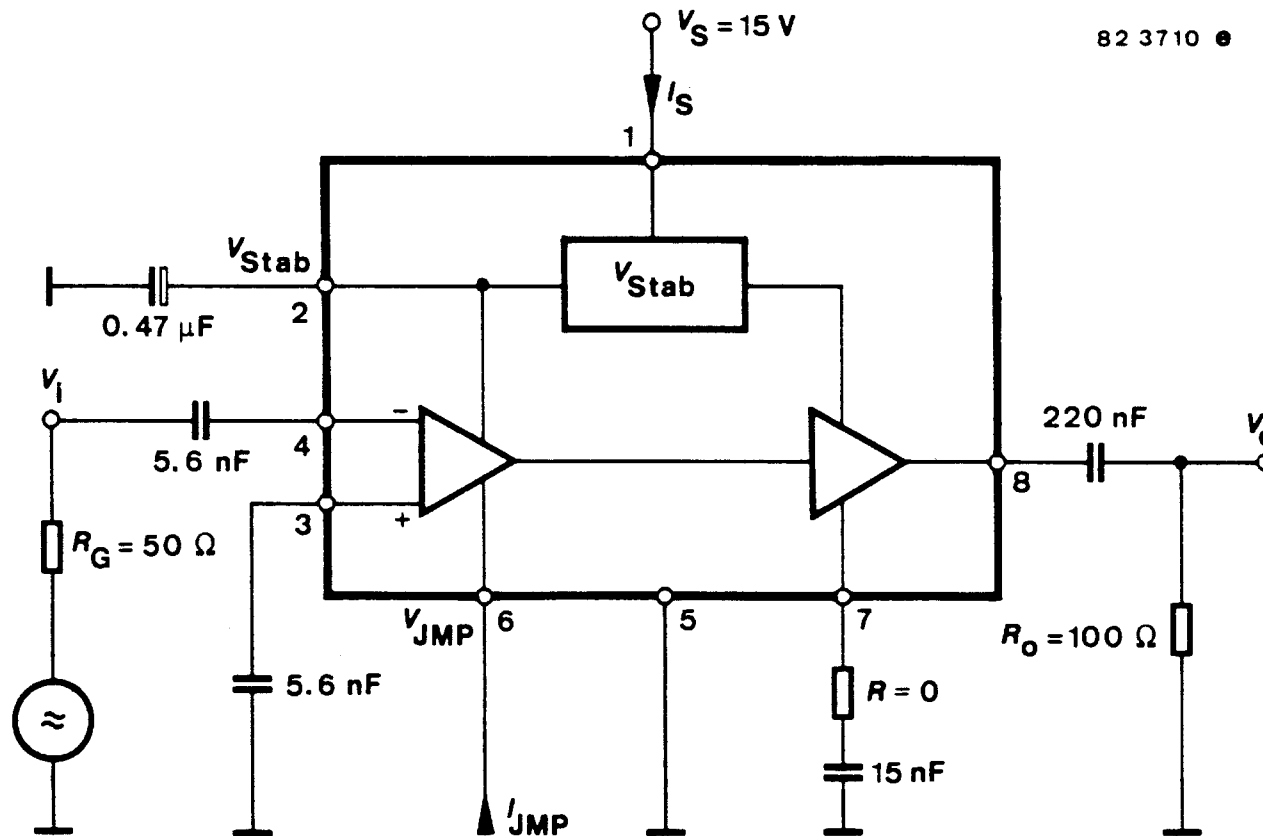 V_S = 15 V
82 3710 e
I_S
1
V_Stab
V_Stab
2
0.47 µF
V_i
220 nF
-
4
5.6 nF
8
3
+
R_G = 50 Ω
V_JMP
6
5
7
R_o = 100 Ω
5.6 nF
R = 0
≈
15 nF
I_JMP